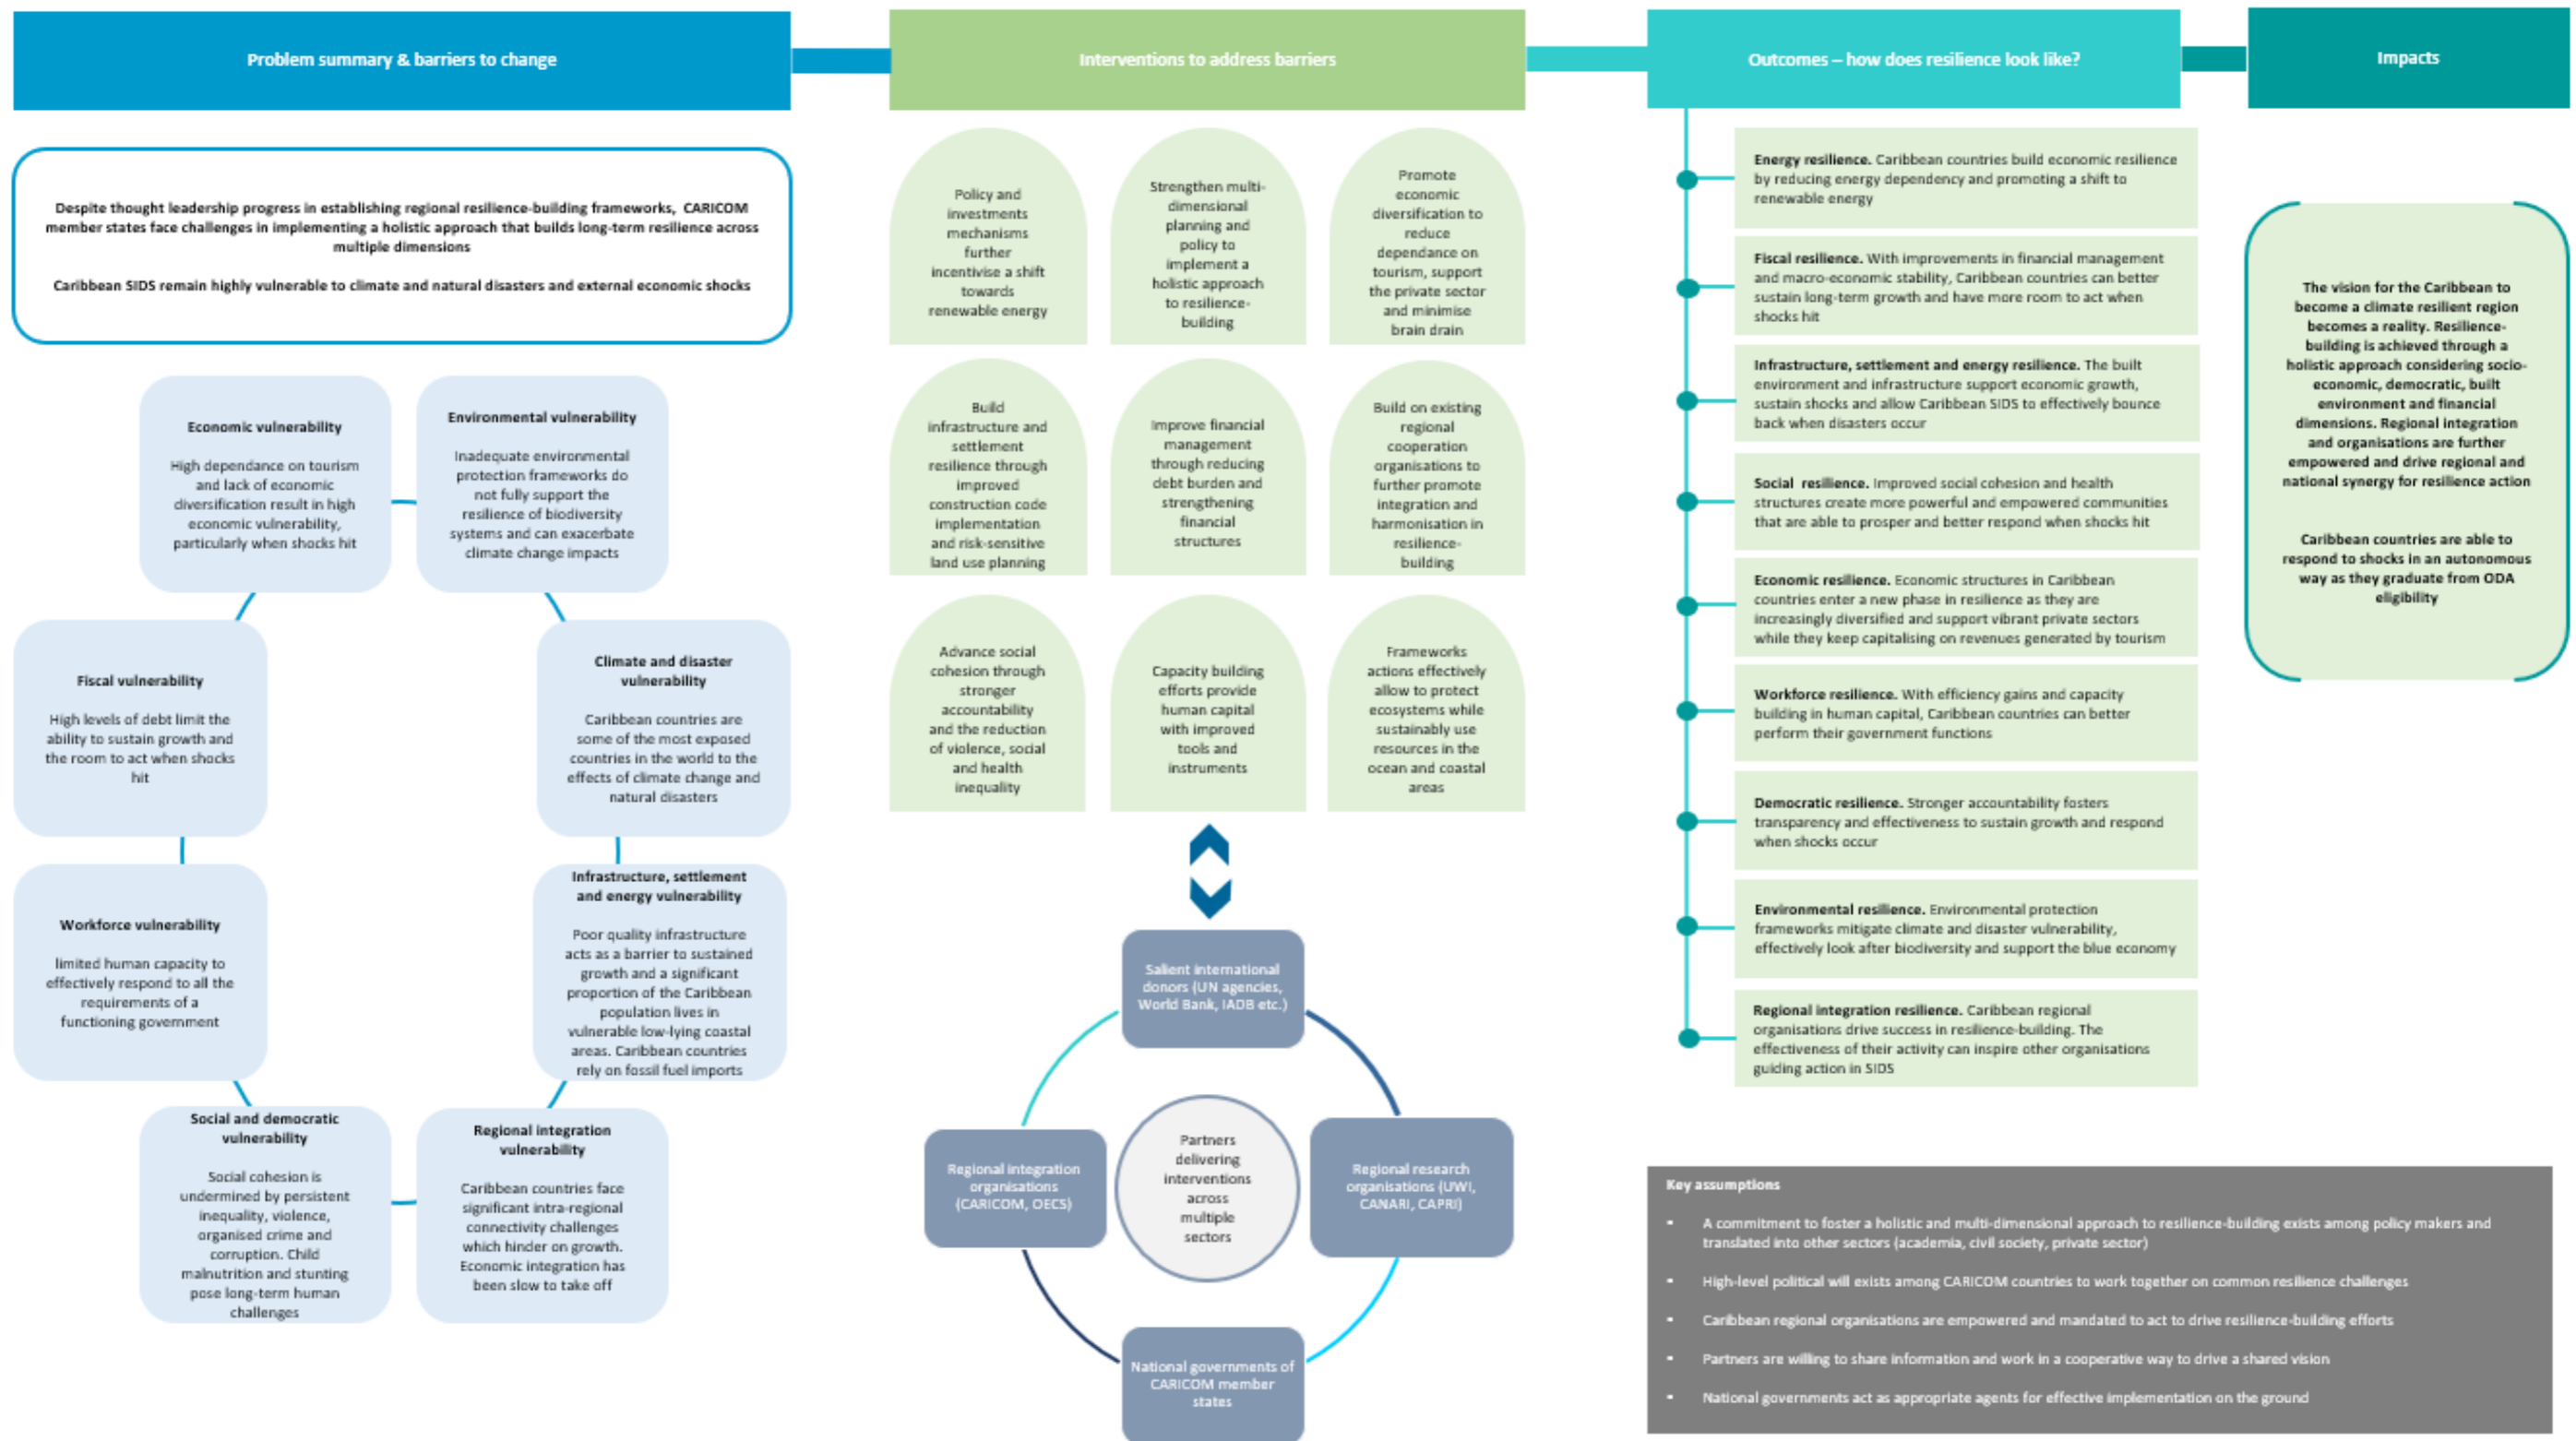 Problem summary & barriers to change
Interventions to address barriers
Outcomes – how does resilience look like?
Impacts
Despite thought leadership progress in establishing regional resilience-building frameworks, CARICOM
member states face challenges in implementing a holistic approach that builds long-term resilience across
multiple dimensions
Caribbean SIDS remain highly vulnerable to climate and natural disasters and external economic shocks
Economic vulnerability
High dependance on tourism
and lack of economic
diversification result in high
economic vulnerability,
particularly when shocks hit
Environmental vulnerability
Inadequate environmental
protection frameworks do
not fully support the
resilience of biodiversity
systems and can exacerbate
climate change impacts
Fiscal vulnerability
High levels of debt limit the
ability to sustain growth and
the room to act when shocks
hit
Climate and disaster
vulnerability
Caribbean countries are
some of the most exposed
countries in the world to the
effects of climate change and
natural disasters
Workforce vulnerability
limited human capacity to
effectively respond to all the
requirements of a
functioning government
Infrastructure, settlement
and energy vulnerability
Poor quality infrastructure
acts as a barrier to sustained
growth and a significant
proportion of the Caribbean
population lives in
vulnerable low-lying coastal
areas. Caribbean countries
rely on fossil fuel imports
Social and democratic
vulnerability
Social cohesion is
undermined by persistent
inequality, violence,
organised crime and
corruption. Child
malnutrition and stunting
pose long-term human
challenges
Regional integration
vulnerability
Caribbean countries face
significant intra-regional
connectivity challenges
which hinder on growth.
Economic integration has
been slow to take off
Policy and
investments
mechanisms
further
incentivise a shift
towards
renewable energy
Strengthen multi-
dimensional
planning and
policy to
implement a
holistic approach
to resilience-
building
Promote
economic
diversification to
reduce
dependance on
tourism, support
the private sector
and minimise
brain drain
Build
infrastructure and
settlement
resilience through
improved
construction code
implementation
and risk-sensitive
land use planning
Improve financial
management
through reducing
debt burden and
strengthening
financial
structures
Build on existing
regional
cooperation
organisations to
further promote
integration and
harmonisation in
resilience-
building
Advance social
cohesion through
stronger
accountability
and the reduction
of violence, social
and health
inequality
Capacity building
efforts provide
human capital
with improved
tools and
instruments
Frameworks
actions effectively
allow to protect
ecosystems while
sustainably use
resources in the
ocean and coastal
areas
Salient international
donors (UN agencies,
World Bank, IADB etc.)
Regional integration
organisations
(CARICOM, OECS)
Partners
delivering
interventions
across
multiple
sectors
Regional research
organisations (UWI,
CANARI, CAPRI)
National governments of
CARICOM member
states
Energy resilience. Caribbean countries build economic resilience
by reducing energy dependency and promoting a shift to
renewable energy
Fiscal resilience. With improvements in financial management
and macro-economic stability, Caribbean countries can better
sustain long-term growth and have more room to act when
shocks hit
Infrastructure, settlement and energy resilience. The built
environment and infrastructure support economic growth,
sustain shocks and allow Caribbean SIDS to effectively bounce
back when disasters occur
Social resilience. Improved social cohesion and health
structures create more powerful and empowered communities
that are able to prosper and better respond when shocks hit
Economic resilience. Economic structures in Caribbean
countries enter a new phase in resilience as they are
increasingly diversified and support vibrant private sectors
while they keep capitalising on revenues generated by tourism
Workforce resilience. With efficiency gains and capacity
building in human capital, Caribbean countries can better
perform their government functions
Democratic resilience. Stronger accountability fosters
transparency and effectiveness to sustain growth and respond
when shocks occur
Environmental resilience. Environmental protection
frameworks mitigate climate and disaster vulnerability,
effectively look after biodiversity and support the blue economy
Regional integration resilience. Caribbean regional
organisations drive success in resilience-building. The
effectiveness of their activity can inspire other organisations
guiding action in SIDS
The vision for the Caribbean to
become a climate resilient region
becomes a reality. Resilience-
building is achieved through a
holistic approach considering socio-
economic, democratic, built
environment and financial
dimensions. Regional integration
and organisations are further
empowered and drive regional and
national synergy for resilience action
Caribbean countries are able to
respond to shocks in an autonomous
way as they graduate from ODA
eligibility
Key assumptions
▪ A commitment to foster a holistic and multi-dimensional approach to resilience-building exists among policy makers and
translated into other sectors (academia, civil society, private sector)
▪ High-level political will exists among CARICOM countries to work together on common resilience challenges
▪ Caribbean regional organisations are empowered and mandated to act to drive resilience-building efforts
▪ Partners are willing to share information and work in a cooperative way to drive a shared vision
▪ National governments act as appropriate agents for effective implementation on the ground